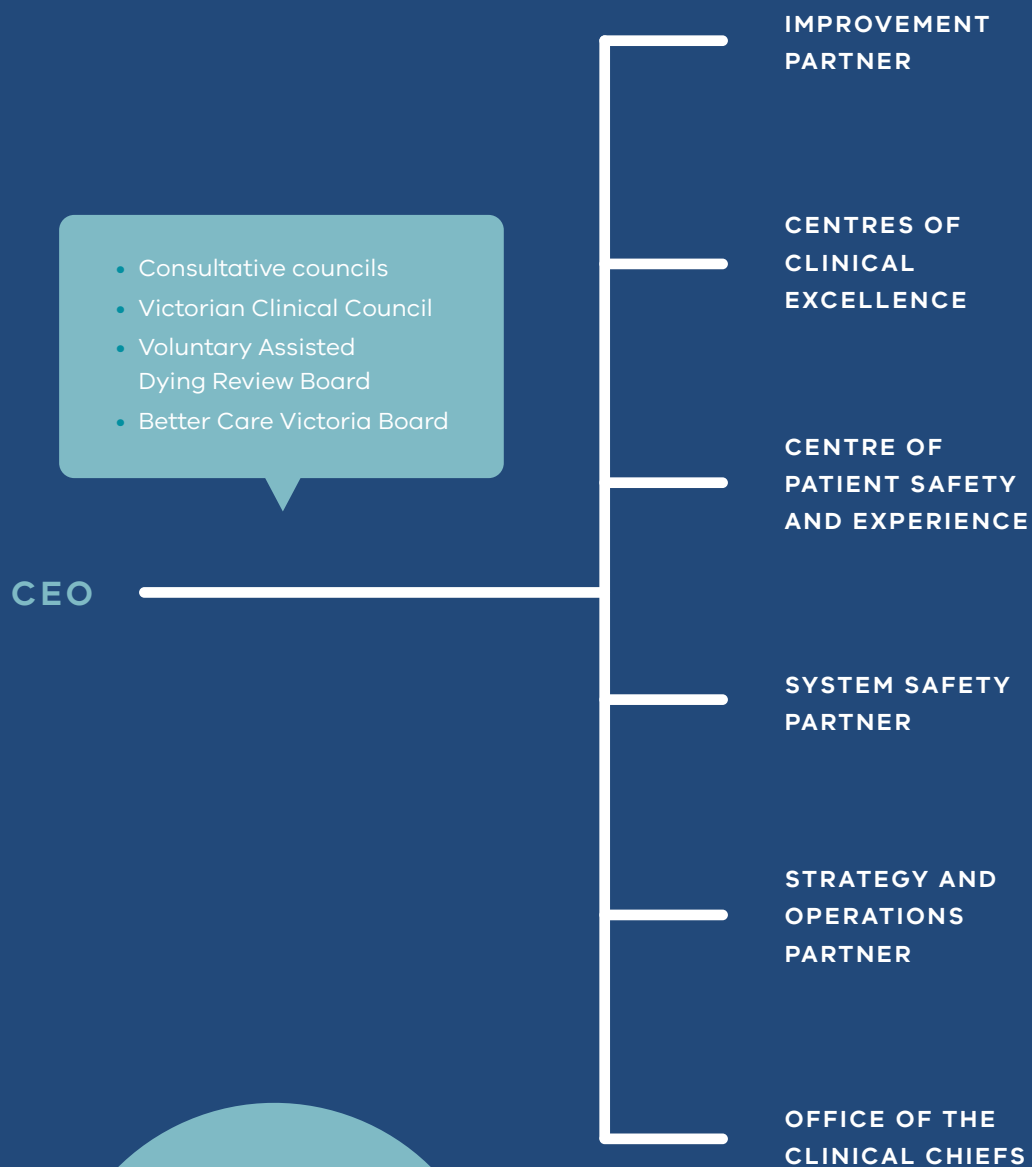 IMPROVEMENT
PARTNER
CENTRES OF
CLINICAL
EXCELLENCE
• Consultative councils
• Victorian Clinical Council
• Voluntary Assisted
Dying Review Board
• Better Care Victoria Board
CENTRE OF
PATIENT SAFETY
AND EXPERIENCE
CEO
SYSTEM SAFETY
PARTNER
STRATEGY AND
OPERATIONS
PARTNER
OFFICE OF THE
CLINICAL CHIEFS